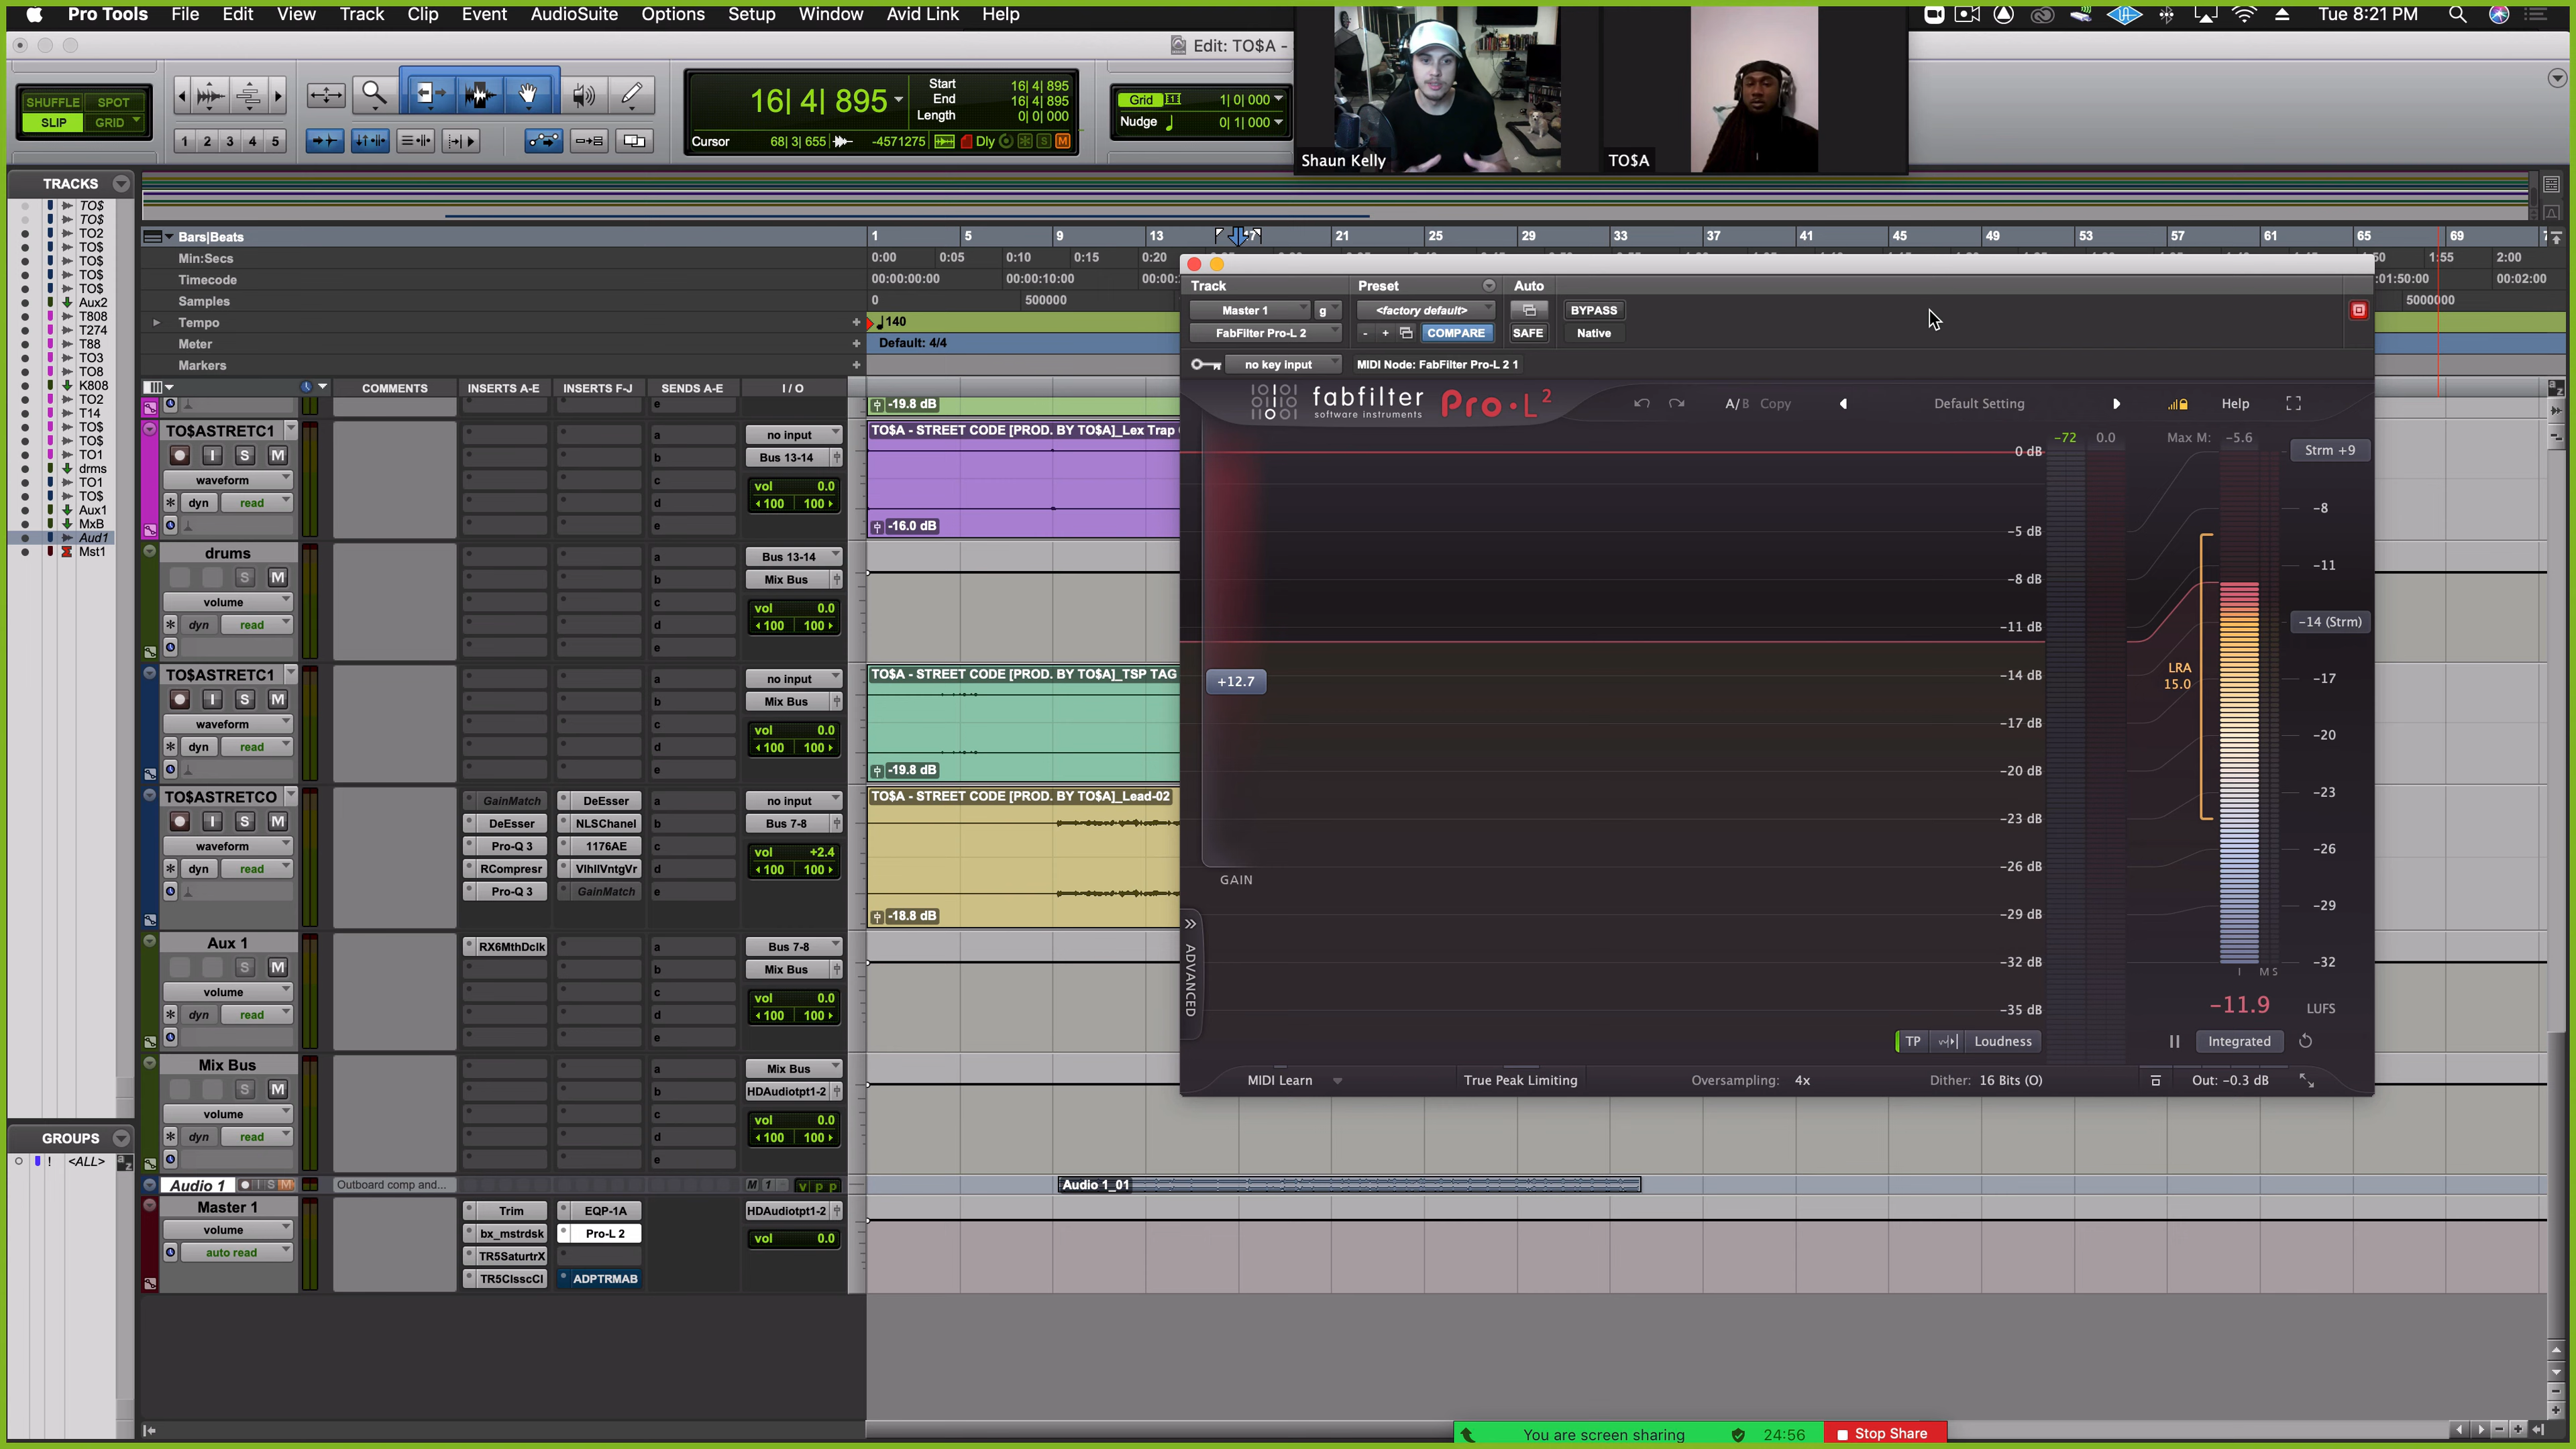 Pro Tools File Edit View Track Clip Event AudioSuite Options Setup Window Avid Link Help
Tue 8:21 PM
Edit: TO$A -
Shaun Kelly
TO$A
SHUFFLE SPOT
SLIP GRID
1 2 3 4 5
16| 4| 895
Start 16| 4| 895
End 16| 4| 895
Length 0| 0| 000
Cursor 68| 3| 655 -4571275 Dly S M
Grid 1| 0| 000
Nudge 0| 1| 000
TRACKS
TO$
TO$
TO2
TO$
TO$
TO$
TO$
Aux2
T808
T274
T88
TO3
TO8
K808
TO2
T14
TO$
TO$
TO1
drms
TO1
TO$
Aux1
MxB
Aud1
Mst1
GROUPS
! <ALL>
Bars|Beats 1 5 9 13 17 21 25 29 33 37 41 45 49 53 57 61 65 69
Min:Secs 0:00 0:05 0:10 0:15 0:20 1:55 2:00
Timecode 00:00:00:00 00:00:10:00 :01:50:00 00:02:00
Samples 0 500000 5000000
Tempo 140
Meter Default: 4/4
Markers
COMMENTS INSERTS A-E INSERTS F-J SENDS A-E I / O
e
-19.8 dB
TO$ASTRETC1
I S M
waveform
dyn read
a b c d e
no input
Bus 13-14
vol 0.0
100 100
TO$A - STREET CODE [PROD. BY TO$A]_Lex Trap
-16.0 dB
drums
S M
volume
dyn read
a b c d e
Bus 13-14
Mix Bus
vol 0.0
100 100
TO$ASTRETC1
I S M
waveform
dyn read
a b c d e
no input
Mix Bus
vol 0.0
100 100
TO$A - STREET CODE [PROD. BY TO$A]_TSP TAG
-19.8 dB
TO$ASTRETCO
I S M
waveform
dyn read
GainMatch DeEsser
DeEsser NLSChanel
Pro-Q 3 1176AE
RCompresr VlhllVntgVr
Pro-Q 3 GainMatch
a b c d e
no input
Bus 7-8
vol +2.4
100 100
TO$A - STREET CODE [PROD. BY TO$A]_Lead-02
-18.8 dB
Aux 1
S M
volume
dyn read
RX6MthDclk
a b c d e
Bus 7-8
Mix Bus
vol 0.0
100 100
Mix Bus
S M
volume
dyn read
a b c d e
Mix Bus
HDAudiotpt1-2
vol 0.0
100 100
Audio 1 I S M Outboard comp and... M 1 v p p
Audio 1_01
Master 1
volume
auto read
Trim EQP-1A
bx_mstrdsk Pro-L 2
TR5SaturtrX
TR5ClsscCl ADPTRMAB
HDAudiotpt1-2
vol 0.0
Track Preset Auto
Master 1 g <factory default> BYPASS
FabFilter Pro-L 2 - + COMPARE SAFE Native
no key input MIDI Node: FabFilter Pro-L 2 1
fabfilter
software instruments
Pro·L 2
A/B Copy Default Setting Help
-72 0.0 Max M: -5.6
Strm +9
0 dB
-5 dB
-8 dB
-11 dB
-14 dB
-17 dB
-20 dB
-23 dB
-26 dB
-29 dB
-32 dB
-35 dB
-8
-11
-14 (Strm)
-17
-20
-23
-26
-29
-32
LRA
15.0
+12.7
GAIN
ADVANCED
I M S
-11.9 LUFS
TP Loudness Integrated
MIDI Learn True Peak Limiting Oversampling: 4x Dither: 16 Bits (O) Out: -0.3 dB
You are screen sharing 24:56 Stop Share